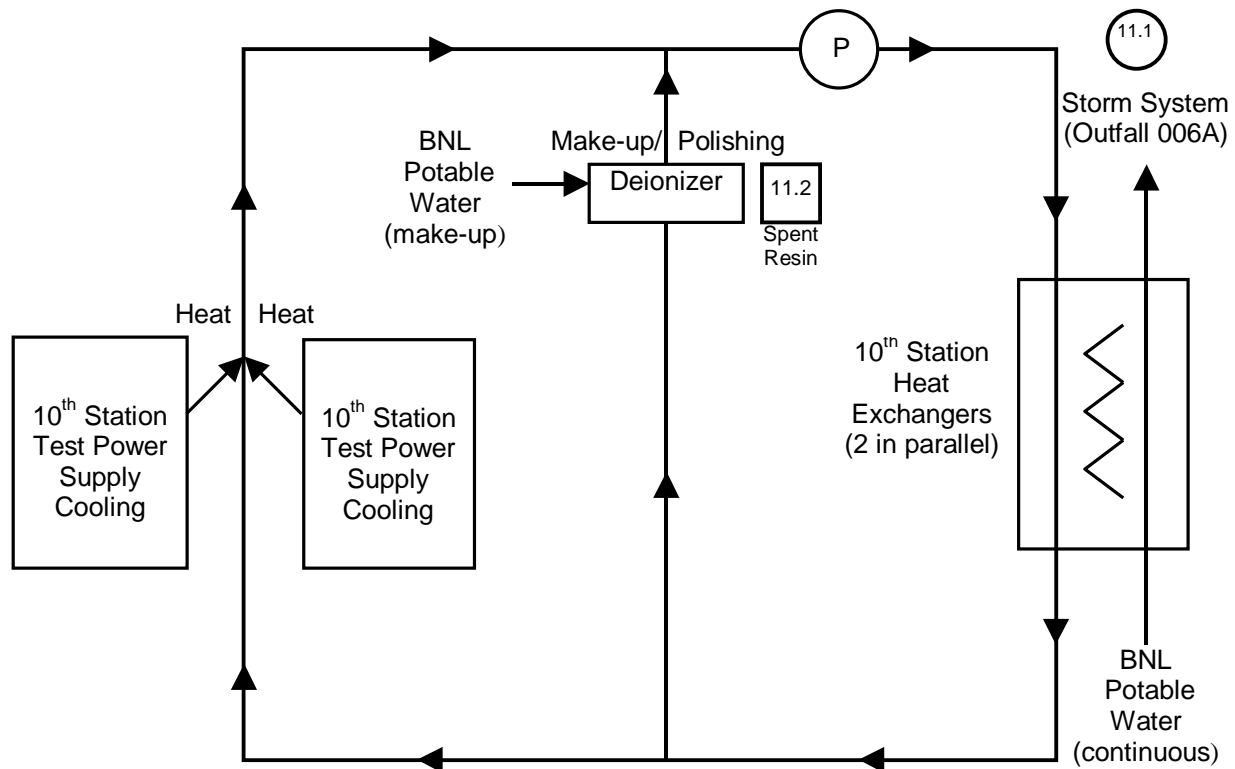 P
11.1
Storm System
(Outfall 006A)
BNL
Potable
Water
(make-up)
Make-up/ Polishing
Deionizer
11.2
Spent
Resin
Heat Heat
10th Station
Test Power
Supply
Cooling
10th Station
Test Power
Supply
Cooling
10th Station
Heat
Exchangers
(2 in parallel)
BNL
Potable
Water
(continuous)